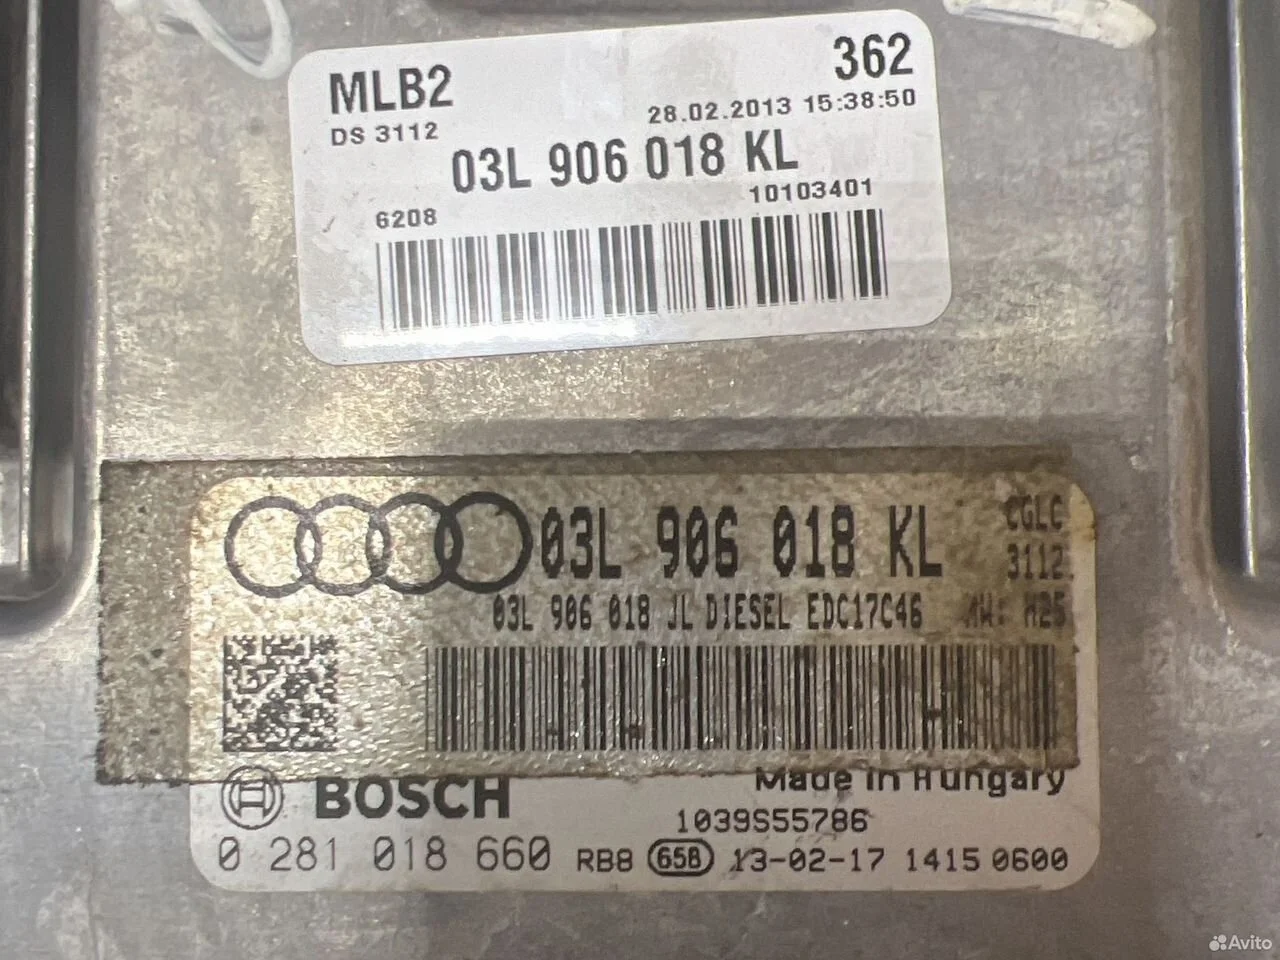 MLB2 362
DS 3112 28.02.2013 15:38:50
03L 906 018 KL
6208 10103401
03L 906 018 KL CGLC
3112
03L 906 018 JL DIESEL EDC17C46 HW: H25
BOSCH Made in Hungary
1039S55786
0 281 018 660 RB8 658 13-02-17 1415 0600
Avito